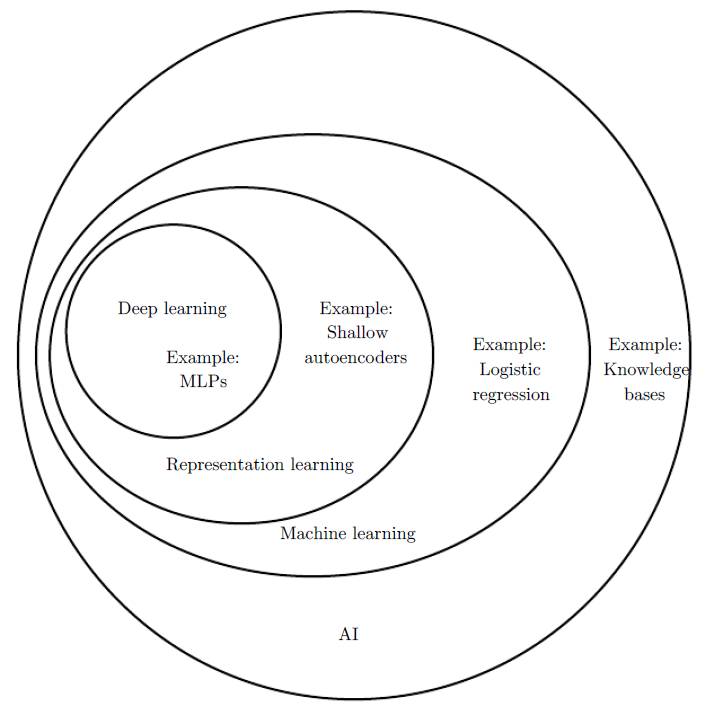 Deep learning
Example:
MLPs
Example:
Shallow
autoencoders
Example:
Logistic
regression
Example:
Knowledge
bases
Representation learning
Machine learning
AI